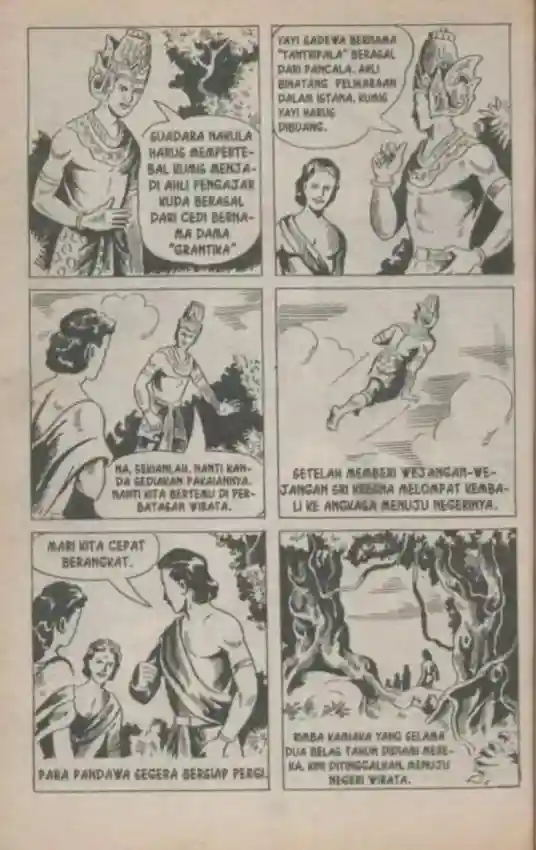 SUADARA NAKULA
HARUS MEMPERTE-
BAL KUMIS MENJA-
DI AHLI PENGAJAR
KUDA BERASAL
DARI CEDI BERNA-
MA DAMA
"GRANTIKA"
YAYI SADEWA BERNAMA
"TANTRIPALA" BERASAL
DARI PANCALA. AHLI
BINATANG PELIHARAAN
DALAM ISTANA. KUMIS
YAYI HARUS
DIBUANG.
NA, SEKIANLAH. NANTI KAN-
DA SEDIAKAN PAKAIANNYA.
NANTI KITA BERTEMU DI PER-
BATASAN WIRATA.
SETELAH MEMBERI WEJANGAN-WE-
JANGAN SRI KRESNA MELOMPAT KEMBA-
LI KE ANGKASA MENUJU NEGERINYA.
MARI KITA CEPAT
BERANGKAT.
PARA PANDAWA SEGERA BERSIAP PERGI.
RIMBA KAMIAKA YANG SELAMA
DUA BELAS TAHUN DIDIAMI MERE-
KA, KINI DITINGGALKAN, MENUJU
NEGERI WIRATA.